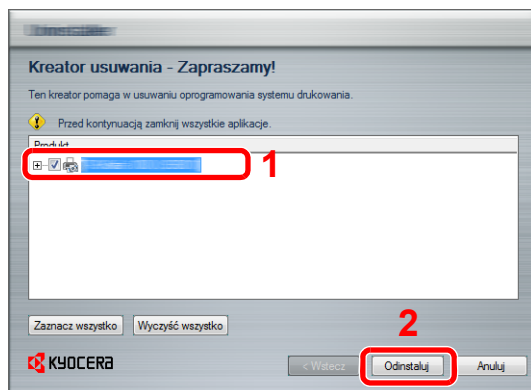 Kreator usuwania - Zapraszamy!
Ten kreator pomaga w usuwaniu oprogramowania systemu drukowania.
Przed kontynuacją zamknij wszystkie aplikacje.
Produkt
1
Zaznacz wszystko
Wyczyść wszystko
2
KYOCERA
< Wstecz
Odinstaluj
Anuluj